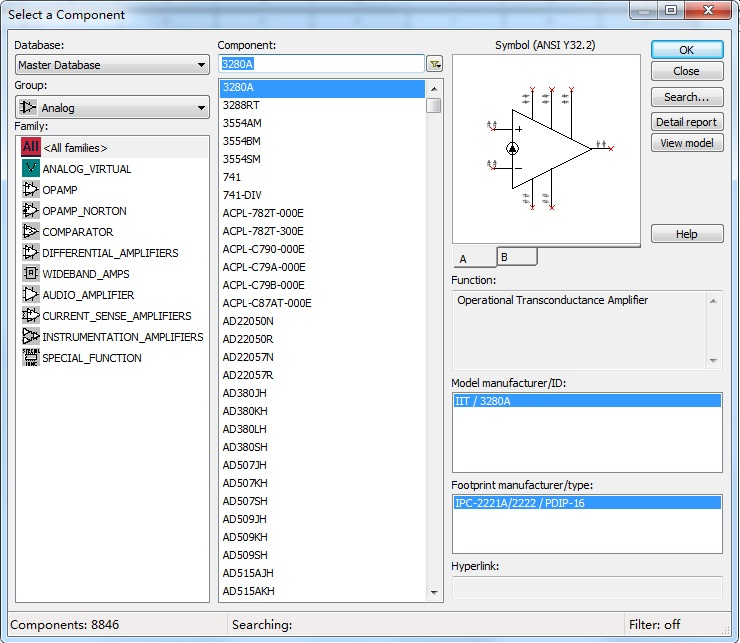 Select a Component
Database:
Master Database
Group:
Analog
Family:
All <All families>
ANALOG_VIRTUAL
OPAMP
OPAMP_NORTON
COMPARATOR
DIFFERENTIAL_AMPLIFIERS
WIDEBAND_AMPS
AUDIO_AMPLIFIER
CURRENT_SENSE_AMPLIFIERS
INSTRUMENTATION_AMPLIFIERS
SPECIAL_FUNCTION
Component:
3280A
3280A
3288RT
3554AM
3554BM
3554SM
741
741-DIV
ACPL-782T-000E
ACPL-782T-300E
ACPL-C790-000E
ACPL-C79A-000E
ACPL-C79B-000E
ACPL-C87AT-000E
AD22050N
AD22050R
AD22057N
AD22057R
AD380JH
AD380KH
AD380LH
AD380SH
AD507JH
AD507KH
AD507SH
AD509JH
AD509KH
AD509SH
AD515AJH
AD515AKH
Symbol (ANSI Y32.2)
A
B
Function:
Operational Transconductance Amplifier
Model manufacturer/ID:
IIT / 3280A
Footprint manufacturer/type:
IPC-2221A/2222 / PDIP-16
Hyperlink:
OK
Close
Search...
Detail report
View model
Help
Components: 8846
Searching:
Filter: off